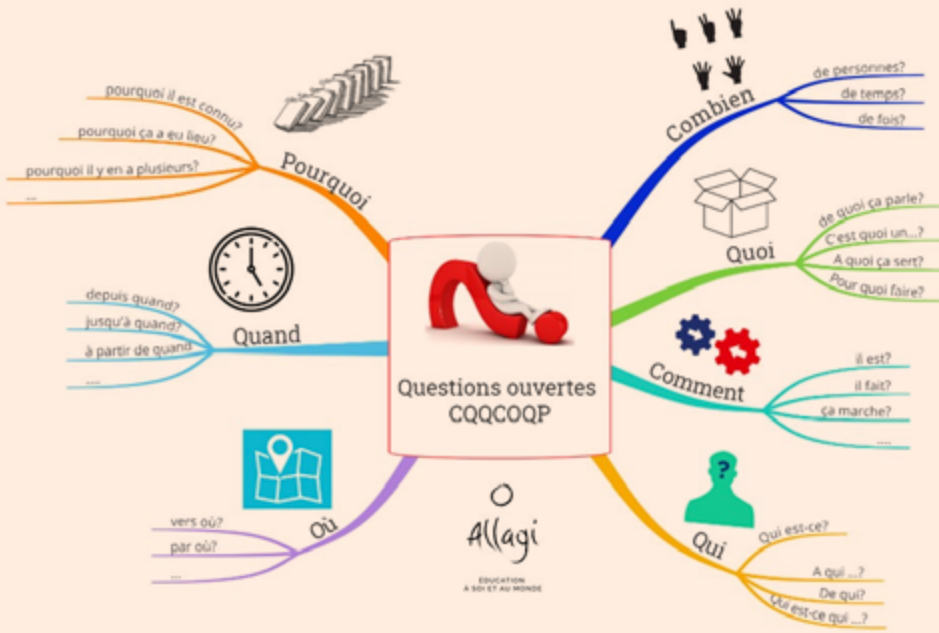 Questions ouvertes
CQQCOQP
Combien
de personnes?
de temps?
de fois?
Quoi
de quoi ça parle?
C'est quoi un...?
A quoi ça sert?
Pour quoi faire?
Comment
il est?
il fait?
ça marche?
....
Qui
?
Qui est-ce?
A qui ...?
De qui?
Qui est-ce qui ...?
Où
vers où?
par où?
...
Quand
depuis quand?
jusqu'à quand?
à partir de quand
....
Pourquoi
pourquoi il est connu?
pourquoi ça a eu lieu?
pourquoi il y en a plusieurs?
...
Allagi
EDUCATION
A SOI ET AU MONDE